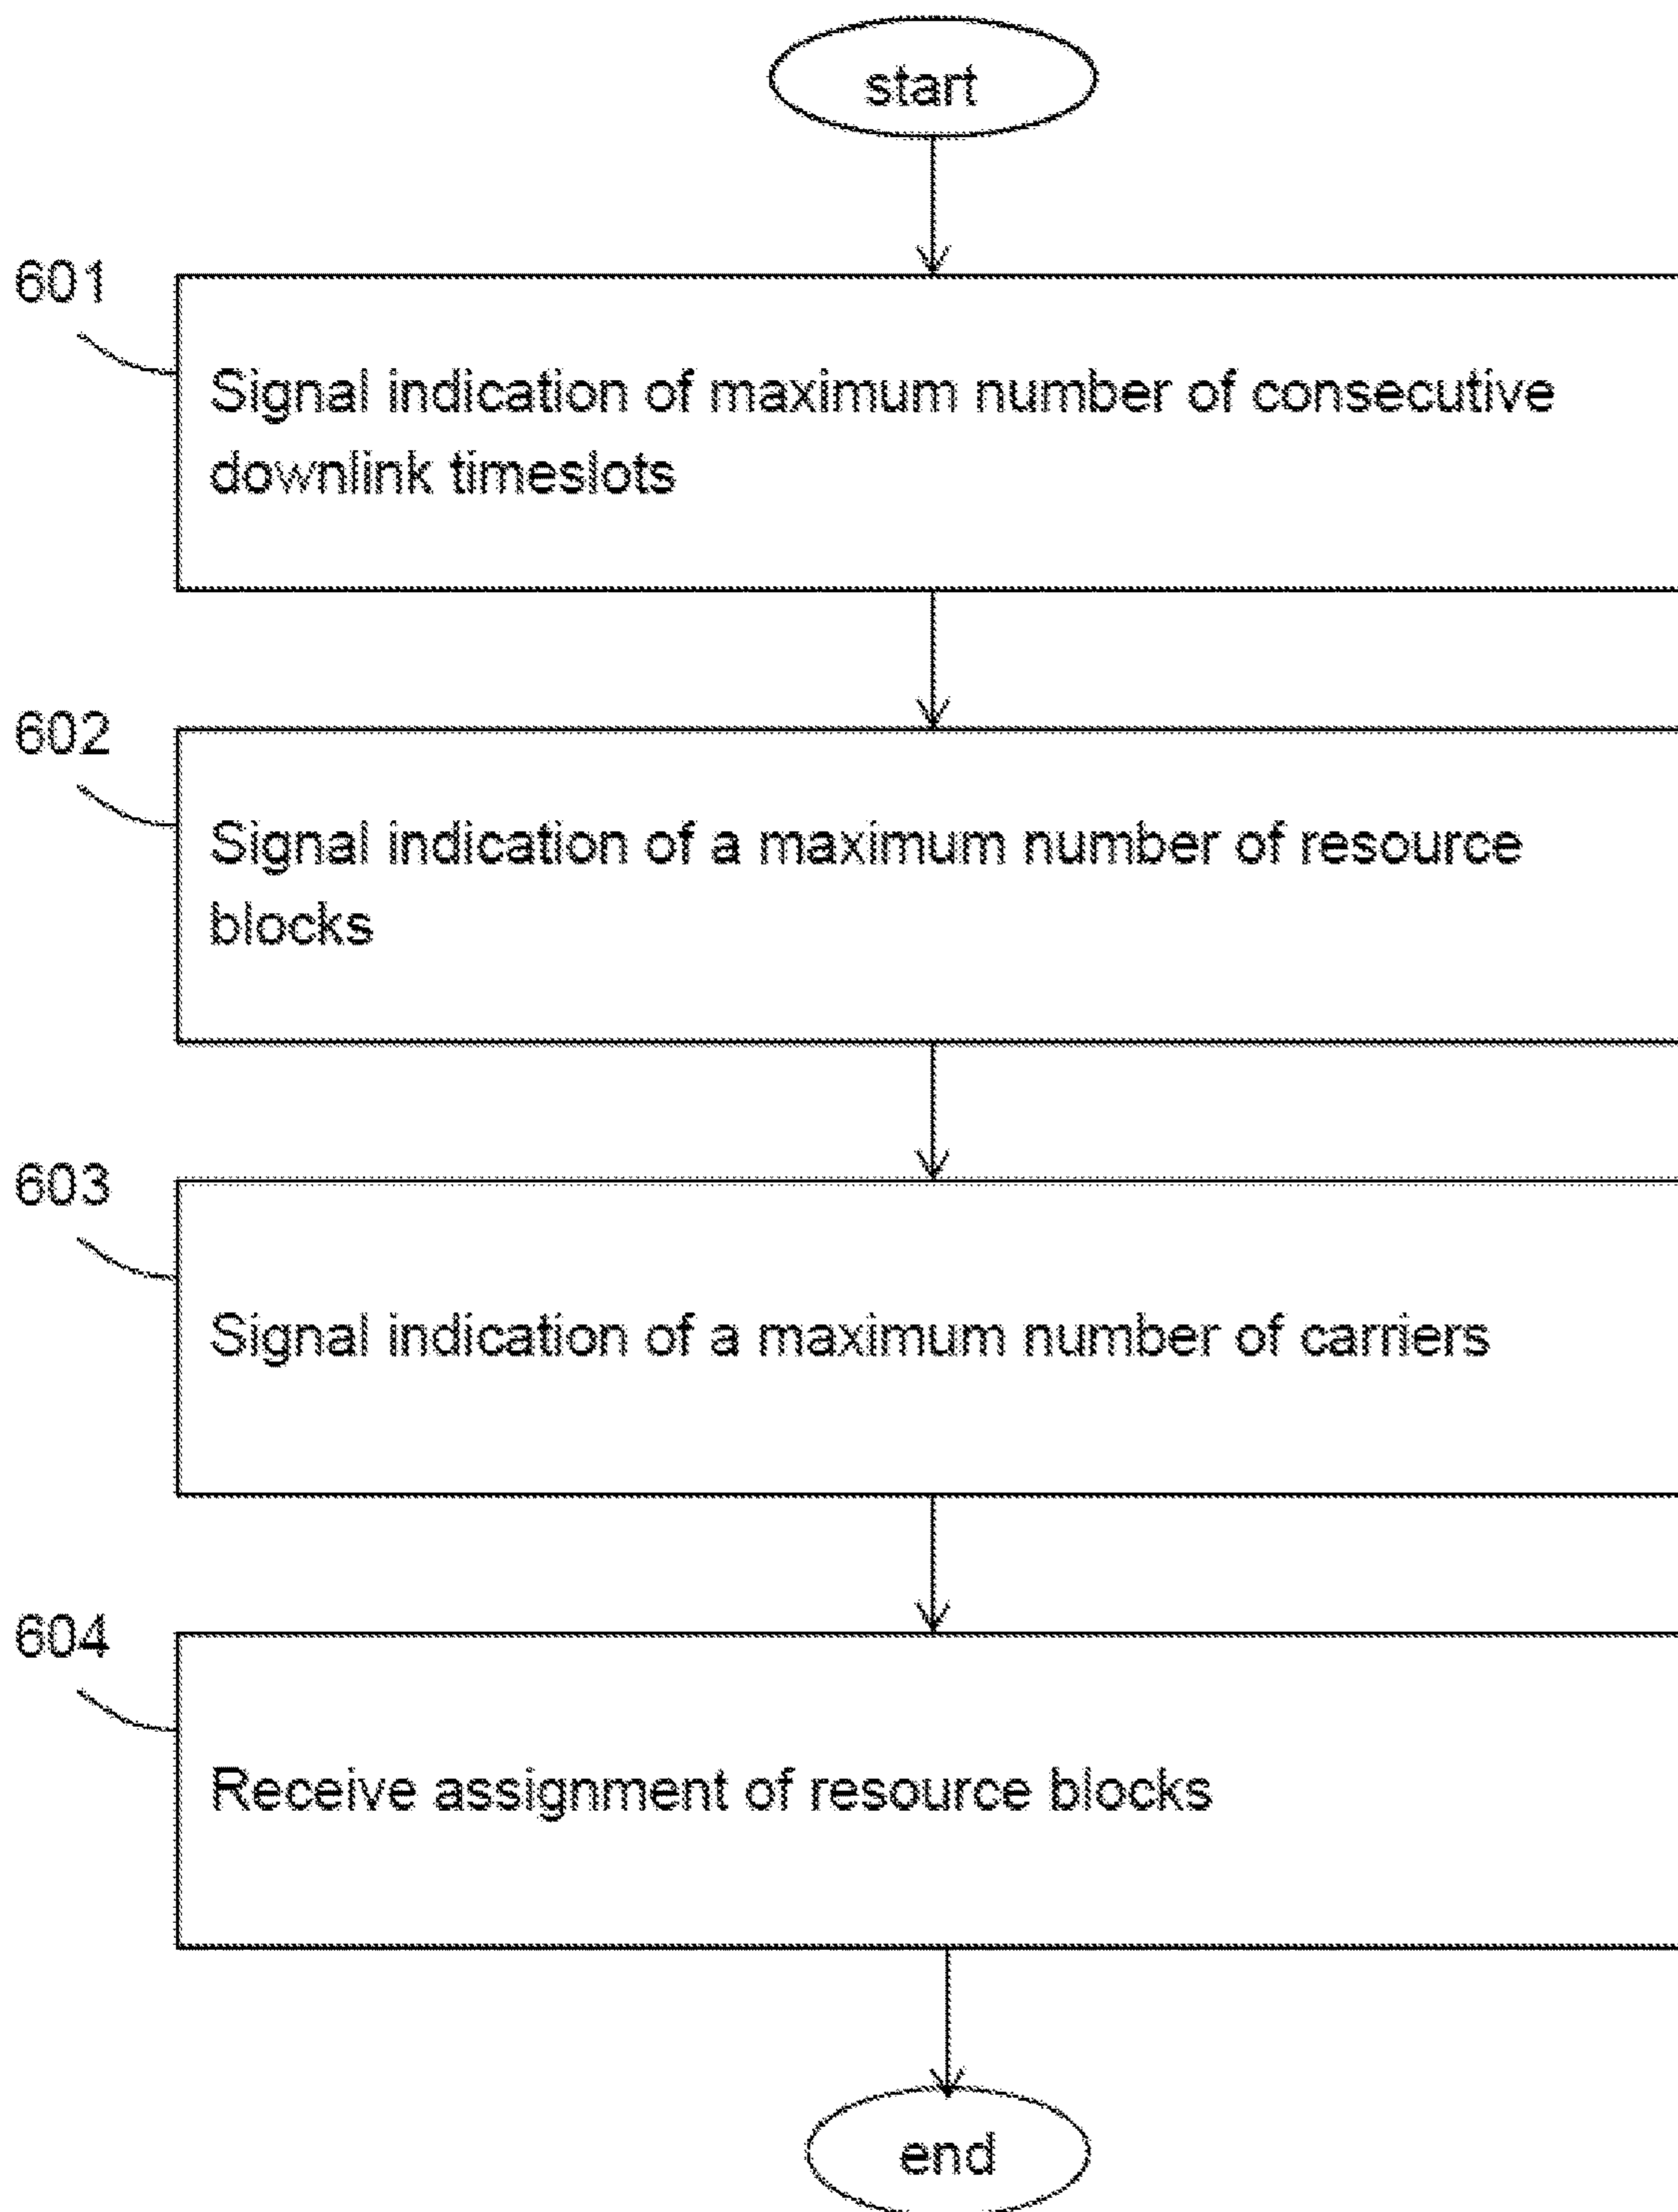 start
601
Signal indication of maximum number of consecutive
downlink timeslots
602
Signal indication of a maximum number of resource
blocks
603
Signal indication of a maximum number of carriers
604
Receive assignment of resource blocks
end